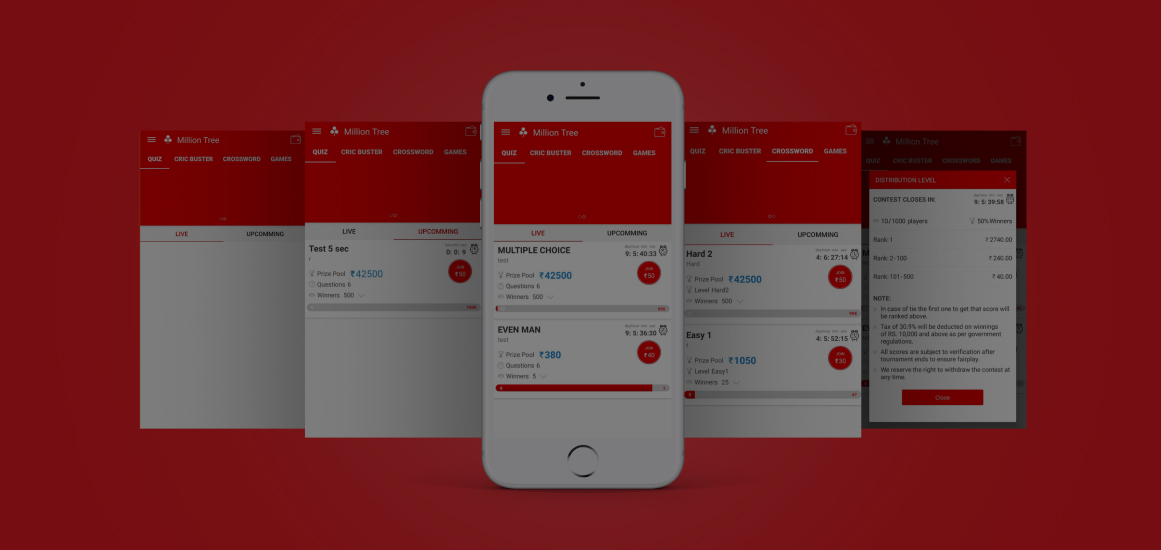 Million Tree
QUIZ CRIC BUSTER CROSSWORD GAMES
LIVE UPCOMMING
Million Tree
QUIZ CRIC BUSTER CROSSWORD GAMES
LIVE UPCOMMING
Test 5 sec
0: 0: 9
r
Prize Pool ₹42500
JOIN
₹50
Questions 6
Winners 500
Million Tree
QUIZ CRIC BUSTER CROSSWORD GAMES
LIVE UPCOMMING
MULTIPLE CHOICE
9: 5: 40:33
test
Prize Pool ₹42500
JOIN
₹50
Questions 6
Winners 500
EVEN MAN
9: 5: 36:30
test
Prize Pool ₹380
JOIN
₹40
Questions 6
Winners 5
Million Tree
QUIZ CRIC BUSTER CROSSWORD GAMES
LIVE UPCOMMING
Hard 2
4: 6: 27:14
Hard
Prize Pool ₹42500
JOIN
₹50
Level Hard2
Winners 500
Easy 1
4: 5: 52:15
r
Prize Pool ₹1050
JOIN
₹30
Level Easy1
Winners 25
Million Tree
QUIZ CRIC BUSTER CROSSWORD GAMES
DISTRIBUTION LEVEL
CONTEST CLOSES IN: 9: 5: 39:58
10/1000 players 50% Winners
Rank: 1 ₹2740.00
Rank: 2-100 ₹240.00
Rank: 101-500 ₹40.00
NOTE:
In case of tie the first one to get that score will
be ranked above.
Tax of 30.9% will be deducted on winnings
of RS. 10,000 and above as per government
regulations.
All scores are subject to verification after
tournament ends to ensure fairplay.
We reserve the right to withdraw the contest at
any time.
Close